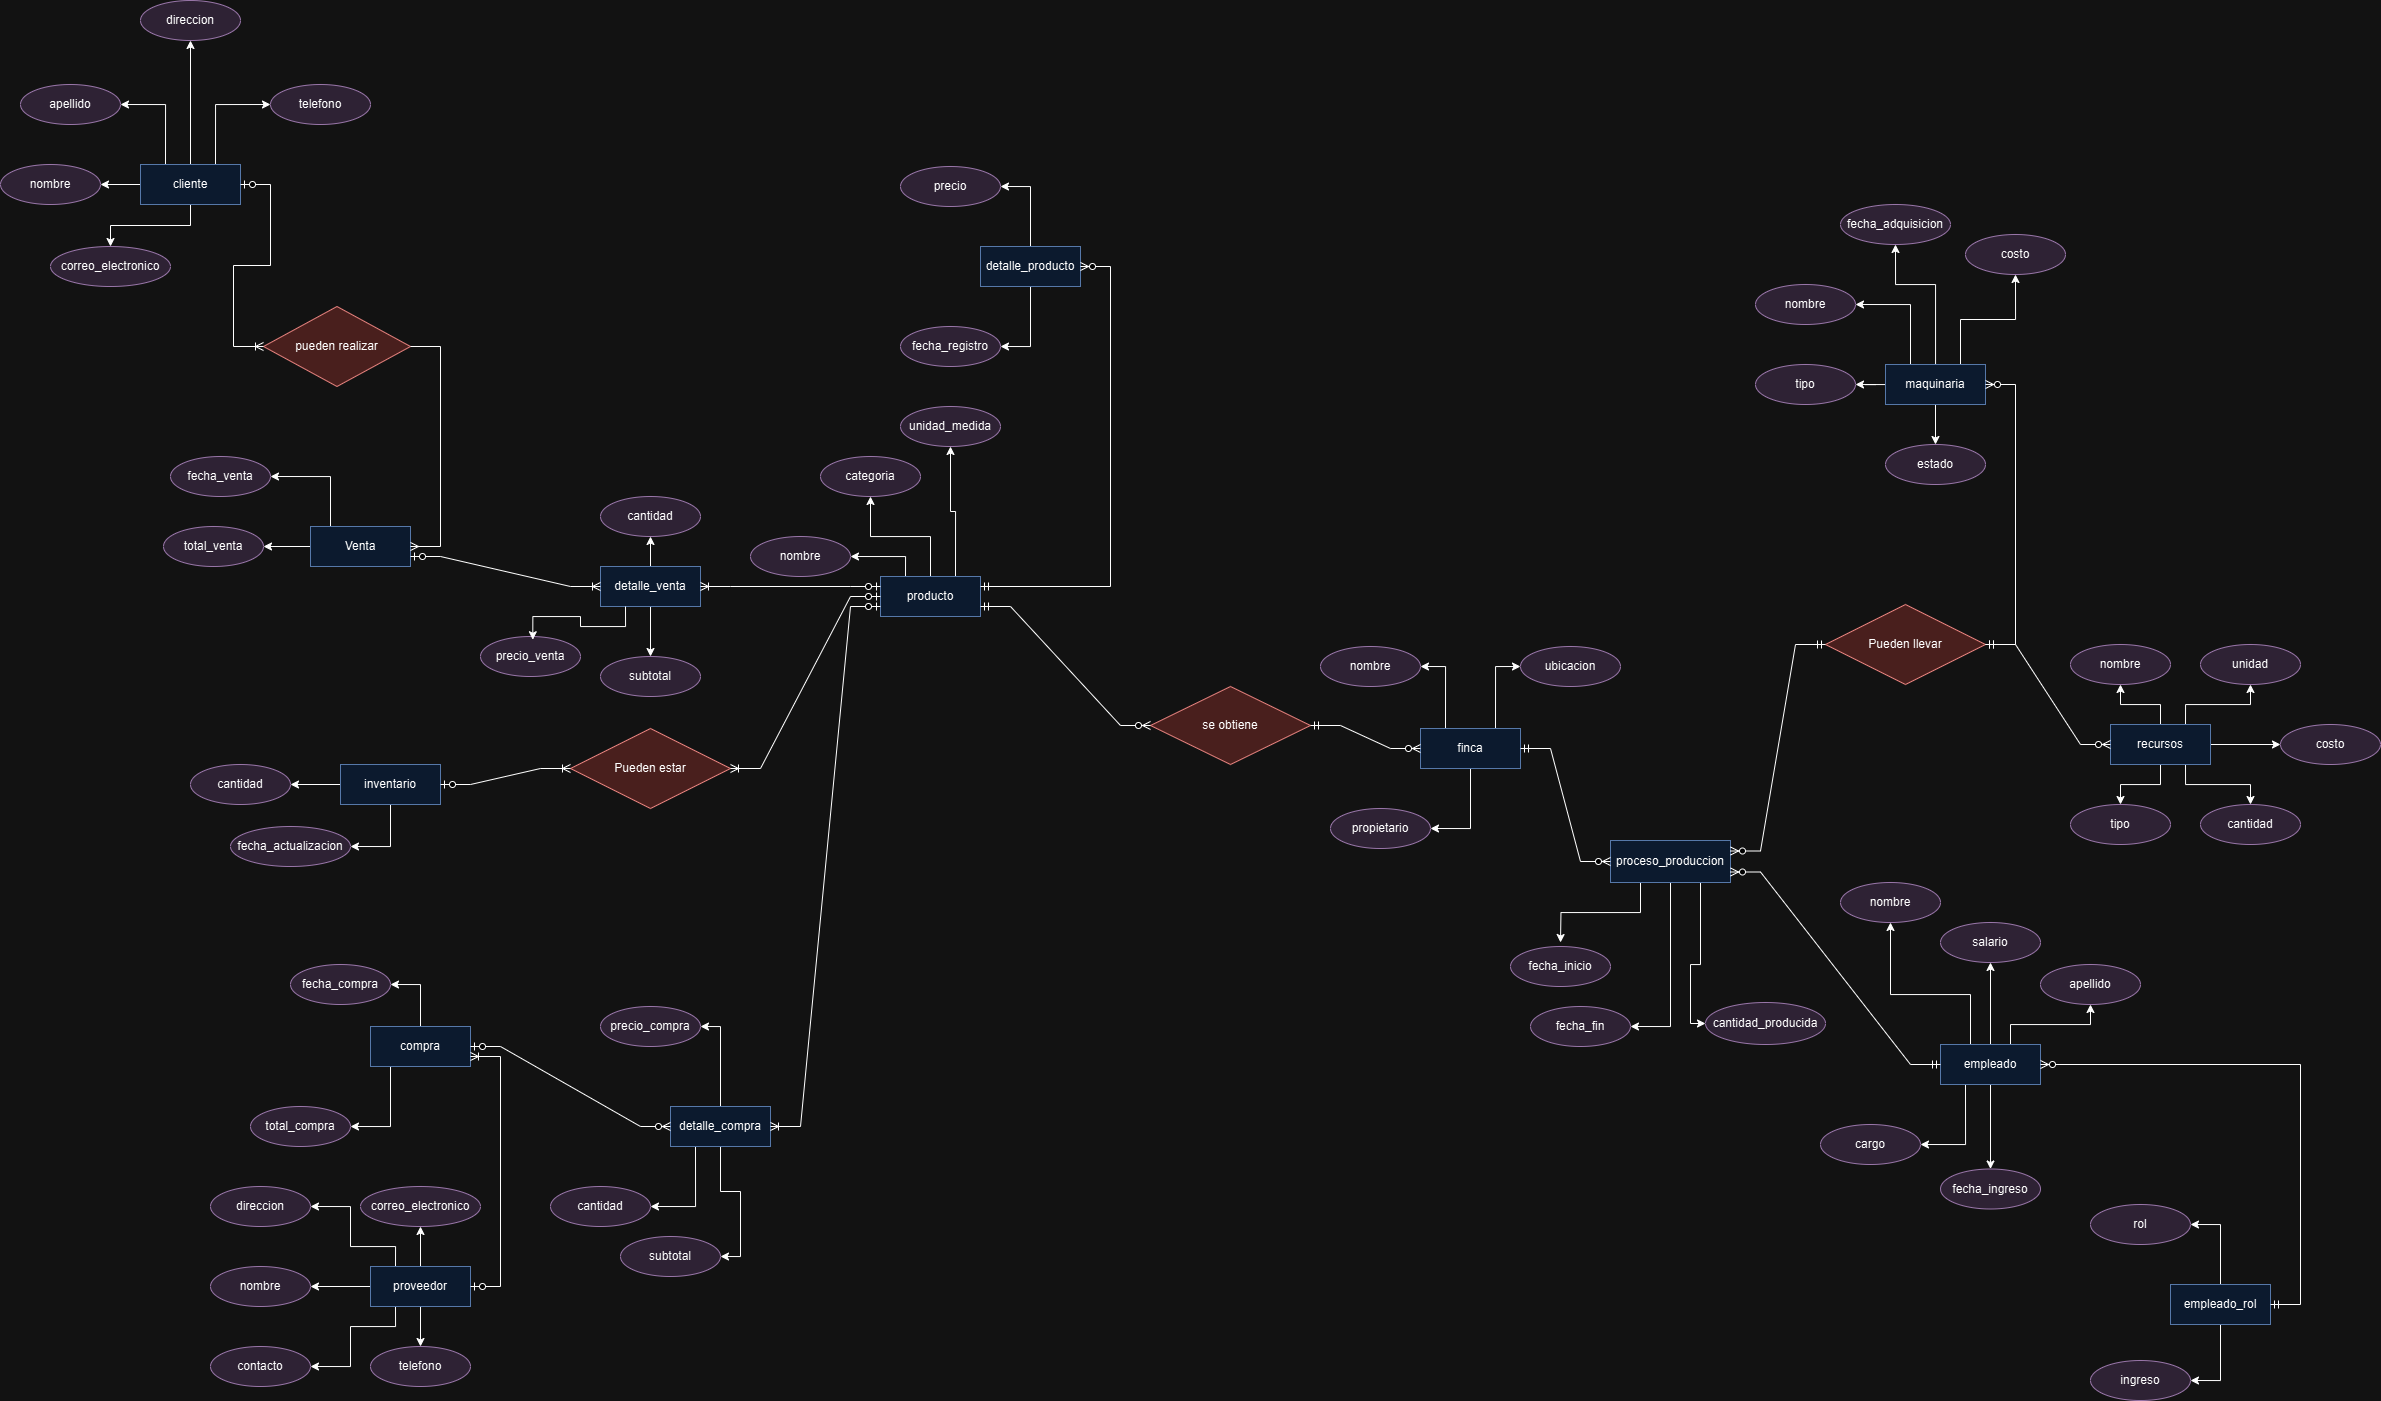 direccion
apellido
telefono
nombre
cliente
correo_electronico
pueden realizar
fecha_venta
total_venta
Venta
cantidad
detalle_venta
precio_venta
subtotal
precio
detalle_producto
fecha_registro
unidad_medida
categoria
nombre
producto
Pueden estar
cantidad
inventario
fecha_actualizacion
fecha_compra
compra
total_compra
precio_compra
detalle_compra
cantidad
subtotal
direccion
correo_electronico
nombre
proveedor
contacto
telefono
se obtiene
nombre
ubicacion
finca
propietario
proceso_produccion
fecha_inicio
fecha_fin
cantidad_producida
fecha_adquisicion
costo
nombre
tipo
maquinaria
estado
Pueden llevar
nombre
unidad
recursos
costo
tipo
cantidad
nombre
salario
apellido
empleado
cargo
fecha_ingreso
rol
empleado_rol
ingreso